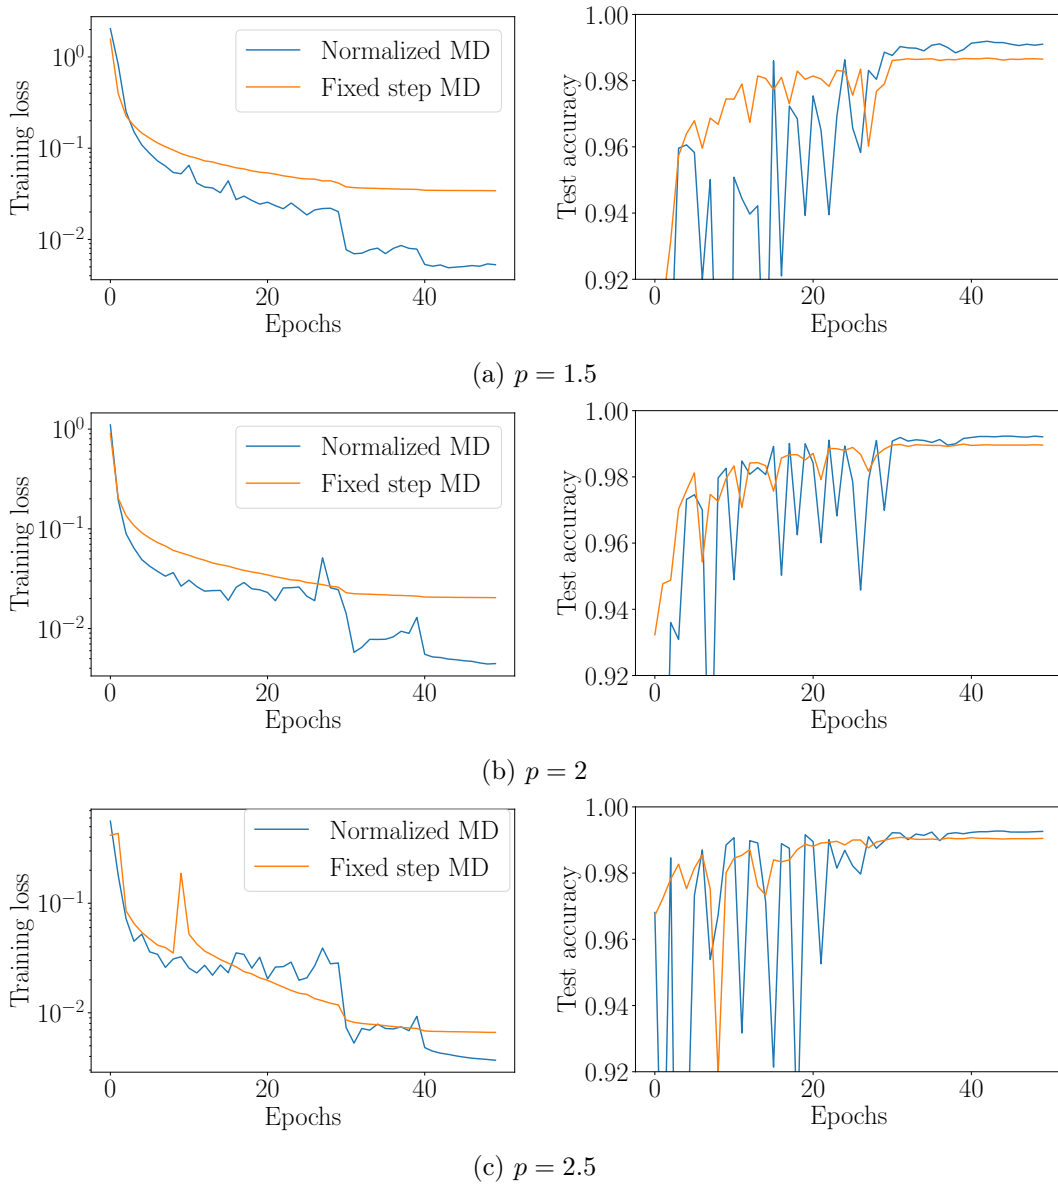 Training loss
10^0
10^-1
10^-2
Normalized MD
Fixed step MD
0
20
40
Epochs
Test accuracy
1.00
0.98
0.96
0.94
0.92
0
20
40
Epochs
(a) p = 1.5
Training loss
10^0
10^-1
10^-2
Normalized MD
Fixed step MD
0
20
40
Epochs
Test accuracy
1.00
0.98
0.96
0.94
0.92
0
20
40
Epochs
(b) p = 2
Training loss
10^-1
10^-2
Normalized MD
Fixed step MD
0
20
40
Epochs
Test accuracy
1.00
0.98
0.96
0.94
0.92
0
20
40
Epochs
(c) p = 2.5